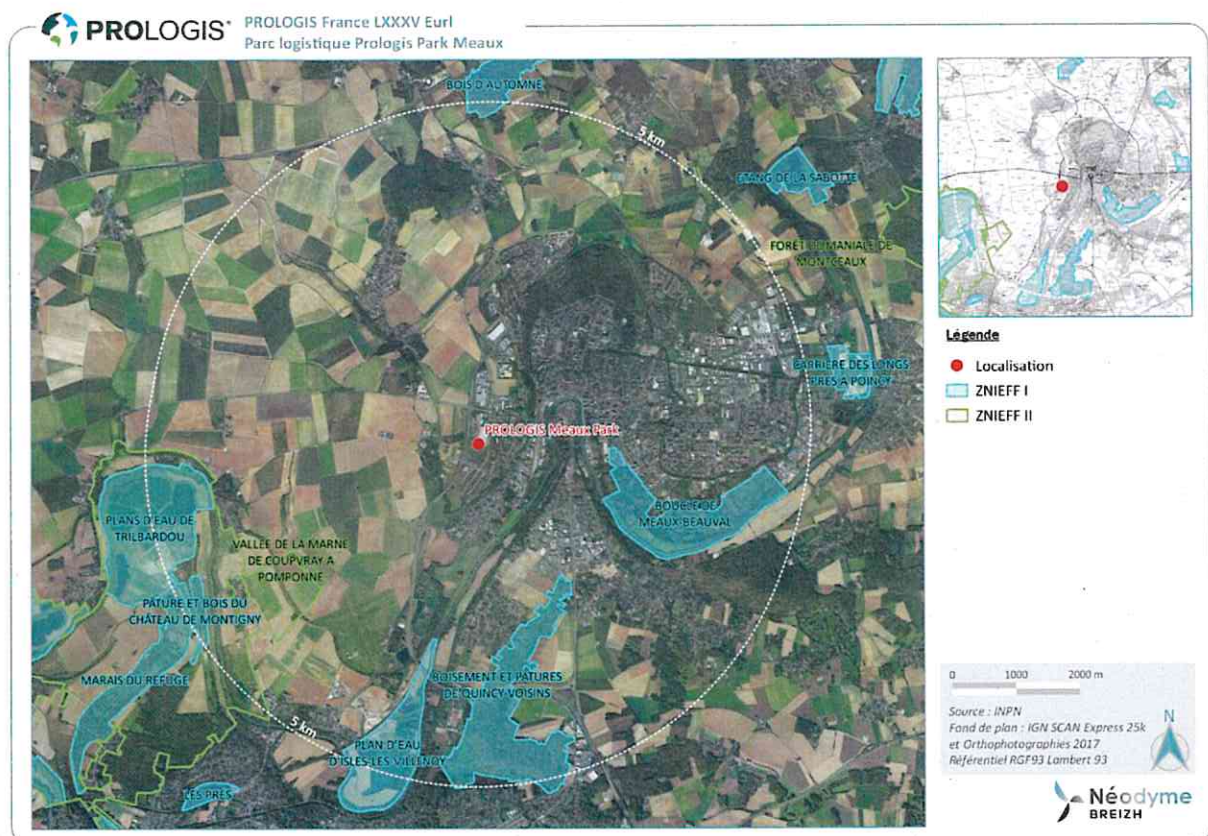 PROLOGIS®
PROLOGIS France LXXXV Eurl
Parc logistique Prologis Park Meaux
BOIS D'AUTOMNE
5 km
ETANG DE LA SABOTTE
FORÊT DOMANIALE DE
MONTCEAUX
CARRIÈRE DES LONGS
PRÉS À POINCY
PROLOGIS Meaux Park
BOUCLE DE
MEAUX-BEAUVAL
PLANS D'EAU DE
TRILBARDOU
VALLÉE DE LA MARNE
DE COUPVRAY A
POMPONNE
PÂTURE ET BOIS DU
CHÂTEAU DE MONTIGNY
MARAIS DU REFUGE
BOISEMENT ET PÂTURES
DE QUINCY-VOISINS
5 km
PLAN D'EAU
D'ISLES-LES-VILLENOY
LES PRÉS
Légende
Localisation
ZNIEFF I
ZNIEFF II
0 1000 2000 m
Source : INPN
Fond de plan : IGN SCAN Express 25k
et Orthophotographies 2017
Référentiel RGF93 Lambert 93
N
Néodyme
BREIZH